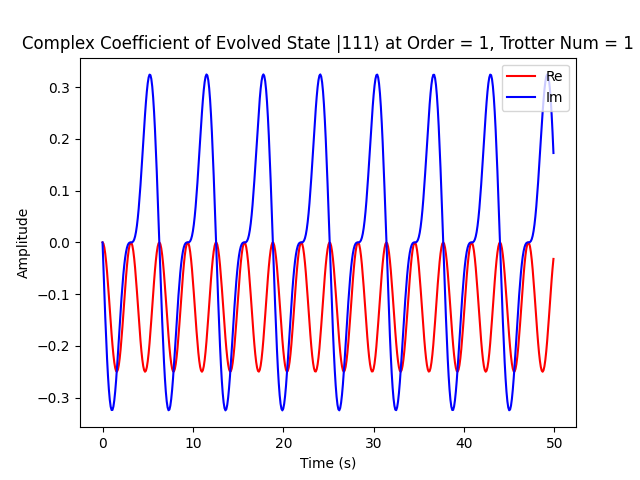 Complex Coefficient of Evolved State |111⟩ at Order = 1, Trotter Num = 1
Re
Im
0.3
0.2
0.1
0.0
−0.1
−0.2
−0.3
Amplitude
0
10
20
30
40
50
Time (s)